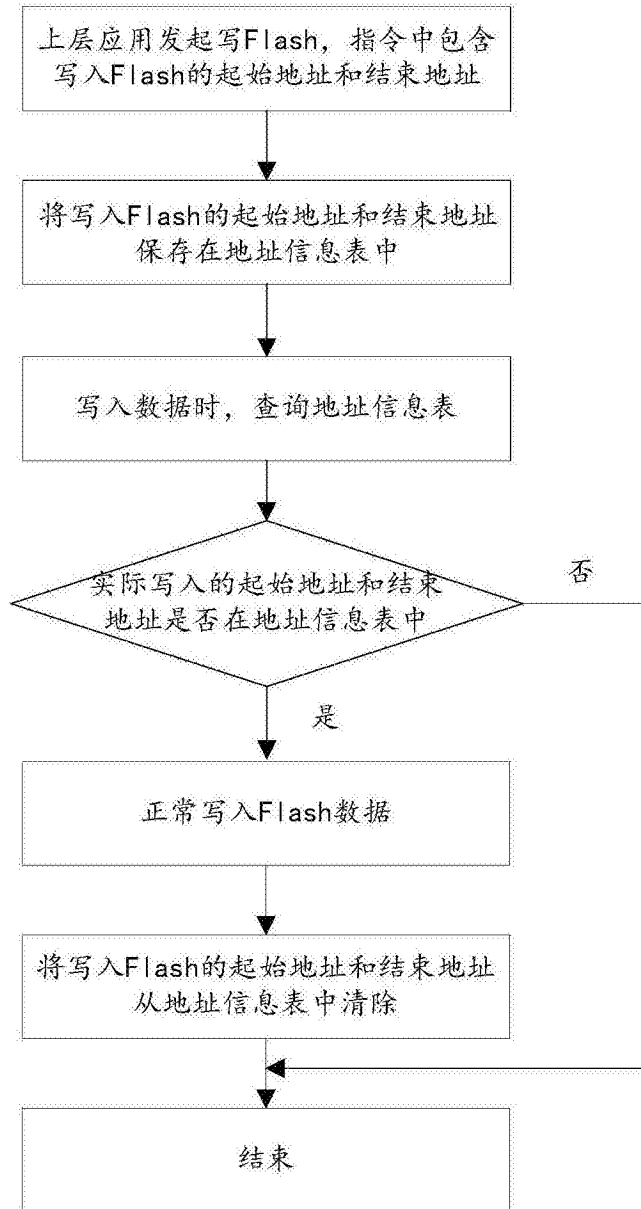 上层应用发起写Flash，指令中包含
写入Flash的起始地址和结束地址
将写入Flash的起始地址和结束地址
保存在地址信息表中
写入数据时，查询地址信息表
实际写入的起始地址和结束
地址是否在地址信息表中
否
是
正常写入Flash数据
将写入Flash的起始地址和结束地址
从地址信息表中清除
结束